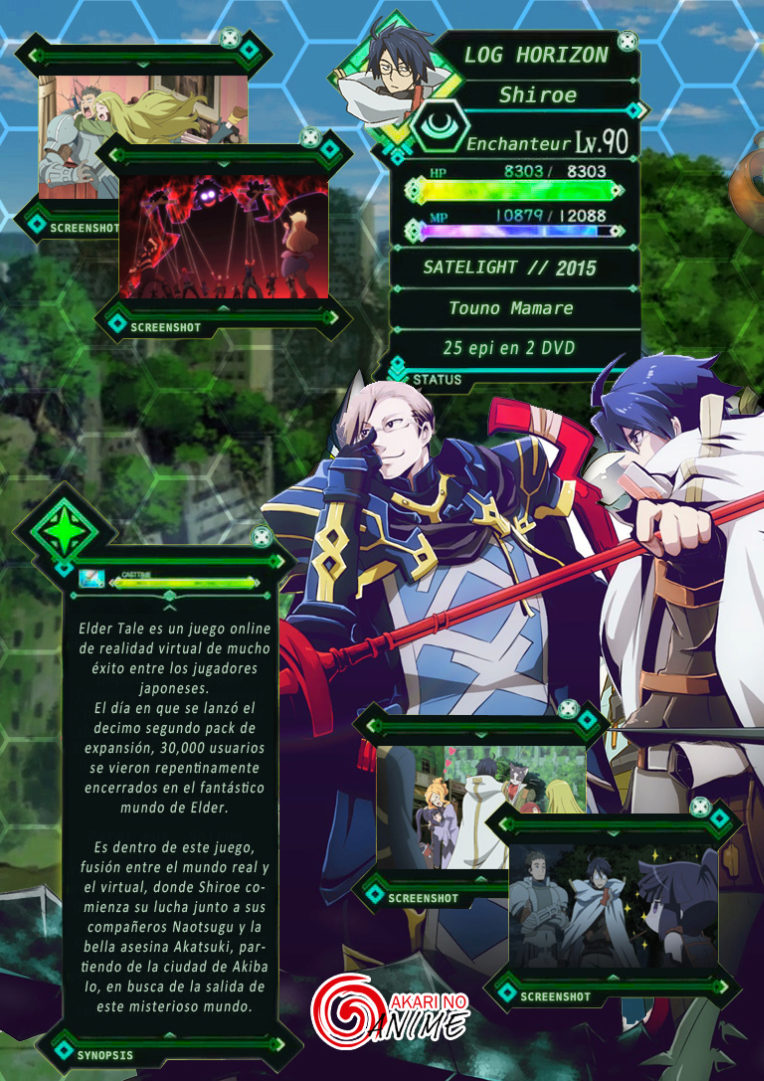 LOG HORIZON
Shiroe
Enchanteur Lv.90
HP 8303 / 8303
MP 10879 / 12088
SATELIGHT // 2015
Touno Mamare
25 epi en 2 DVD
STATUS
SCREENSHOT
SCREENSHOT
CASTTIME
Elder Tale es un juego online
de realidad virtual de mucho
éxito entre los jugadores
japoneses.
El día en que se lanzó el
decimo segundo pack de
expansión, 30,000 usuarios
se vieron repentinamente
encerrados en el fantástico
mundo de Elder.
Es dentro de este juego,
fusión entre el mundo real y
el virtual, donde Shiroe co-
mienza su lucha junto a sus
compañeros Naotsugu y la
bella asesina Akatsuki, par-
tiendo de la ciudad de Akiba
Io, en busca de la salida de
este misterioso mundo.
SYNOPSIS
SCREENSHOT
SCREENSHOT
AKARI NO
ANIME